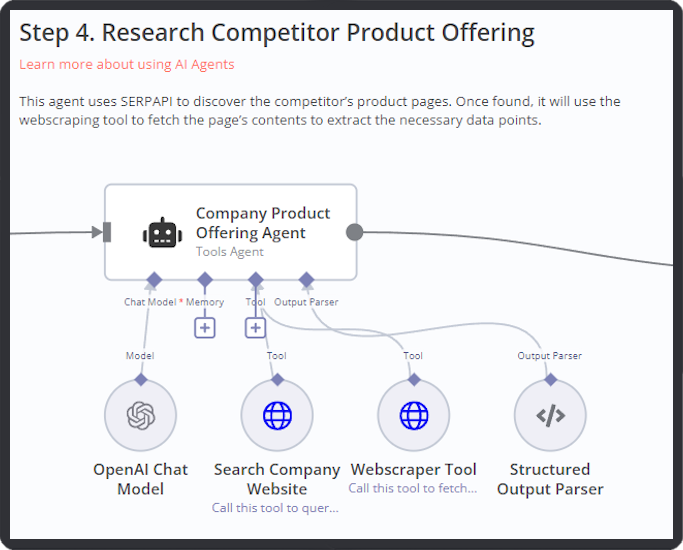 Step 4. Research Competitor Product Offering
Learn more about using AI Agents
This agent uses SERPAPI to discover the competitor's product pages. Once found, it will use the
webscraping tool to fetch the page's contents to extract the necessary data points.
Company Product
Offering Agent
Tools Agent
Chat Model * Memory Tool Output Parser
Model Tool Tool Output Parser
OpenAI Chat
Model
Search Company
Website
Call this tool to quer...
Webscraper Tool
Call this tool to fetch...
Structured
Output Parser